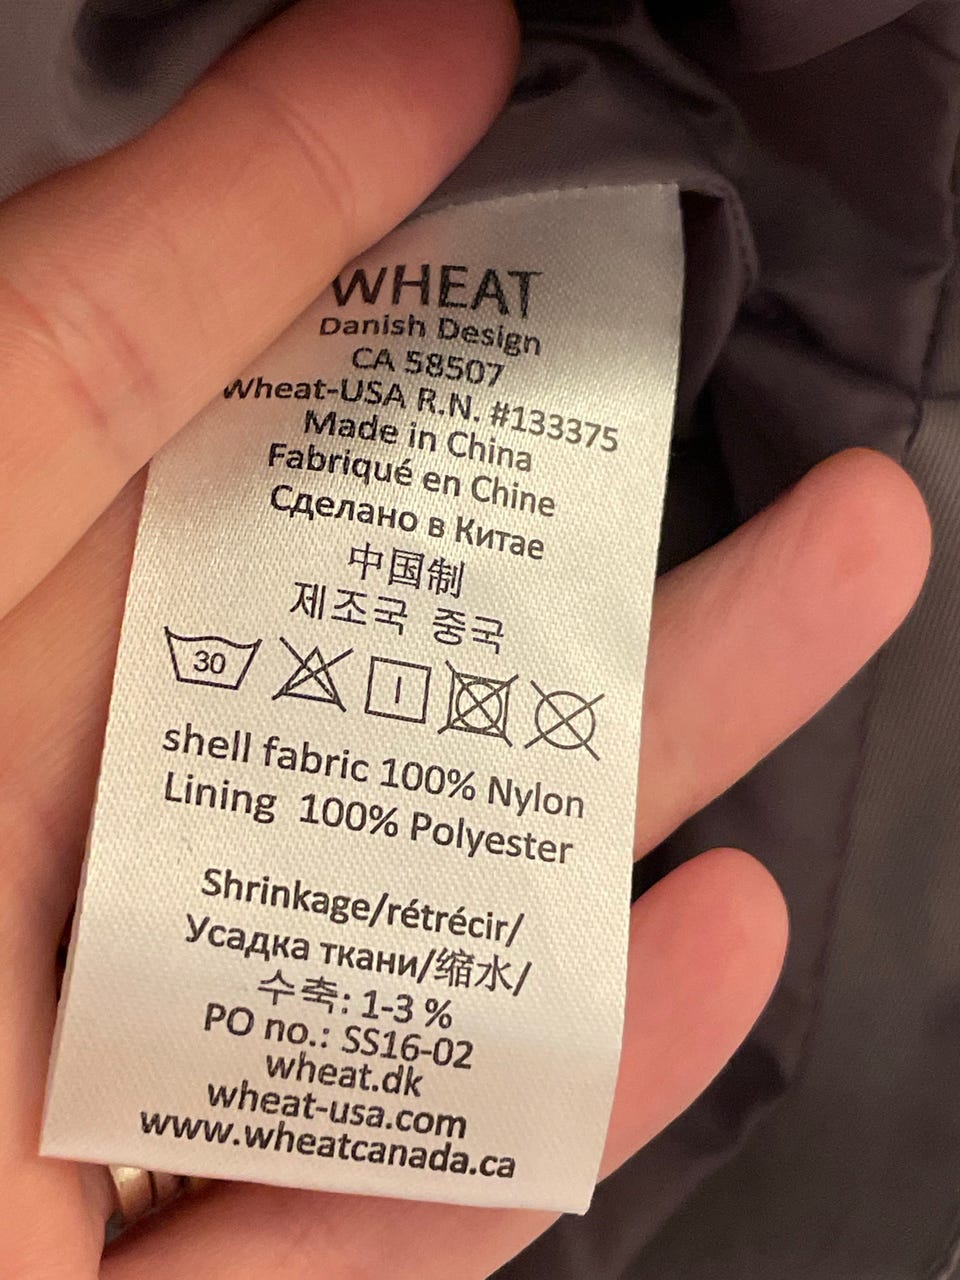 WHEAT
Danish Design
CA 58507
Wheat-USA R.N. #133375
Made in China
Fabriqué en Chine
Сделано в Китае
中国制
제조국 중국
30
shell fabric 100% Nylon
Lining 100% Polyester
Shrinkage/rétrécir/
Усадка ткани/缩水/
수축: 1-3 %
PO no.: SS16-02
wheat.dk
wheat-usa.com
www.wheatcanada.ca